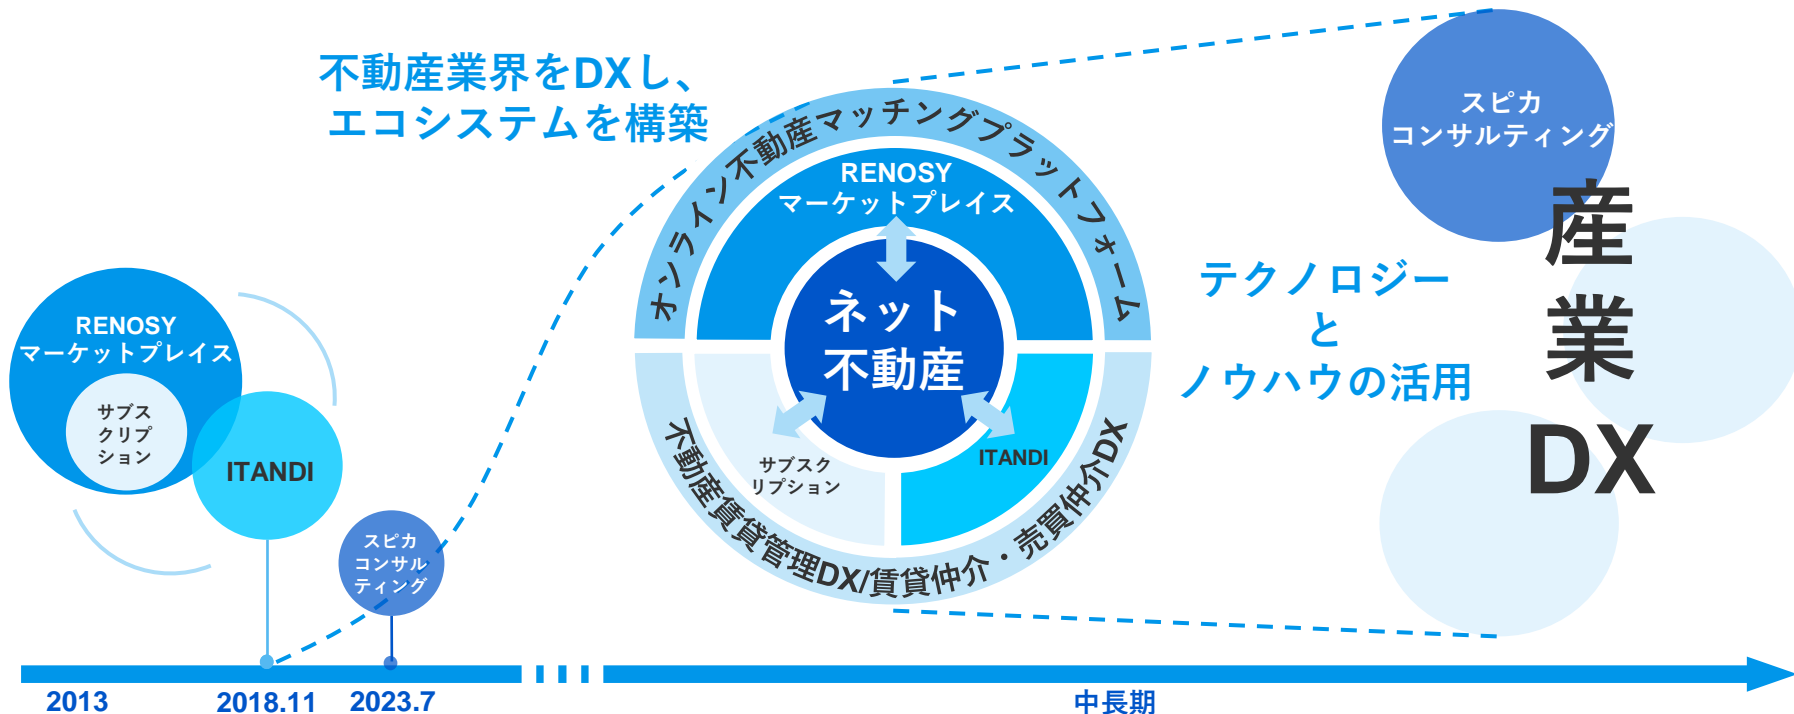 不動産業界をDXし、
エコシステムを構築
RENOSY
マーケットプレイス
サブス
クリプ
ション
ITANDI
スピカ
コンサル
ティング
オンライン不動産マッチングプラットフォーム
RENOSY
マーケットプレイス
ネット
不動産
サブスク
リプション
ITANDI
不動産賃貸管理DX/賃貸仲介・売買仲介DX
テクノロジー
と
ノウハウの活用
スピカ
コンサルティング
産
業
DX
2013
2018.11
2023.7
中長期